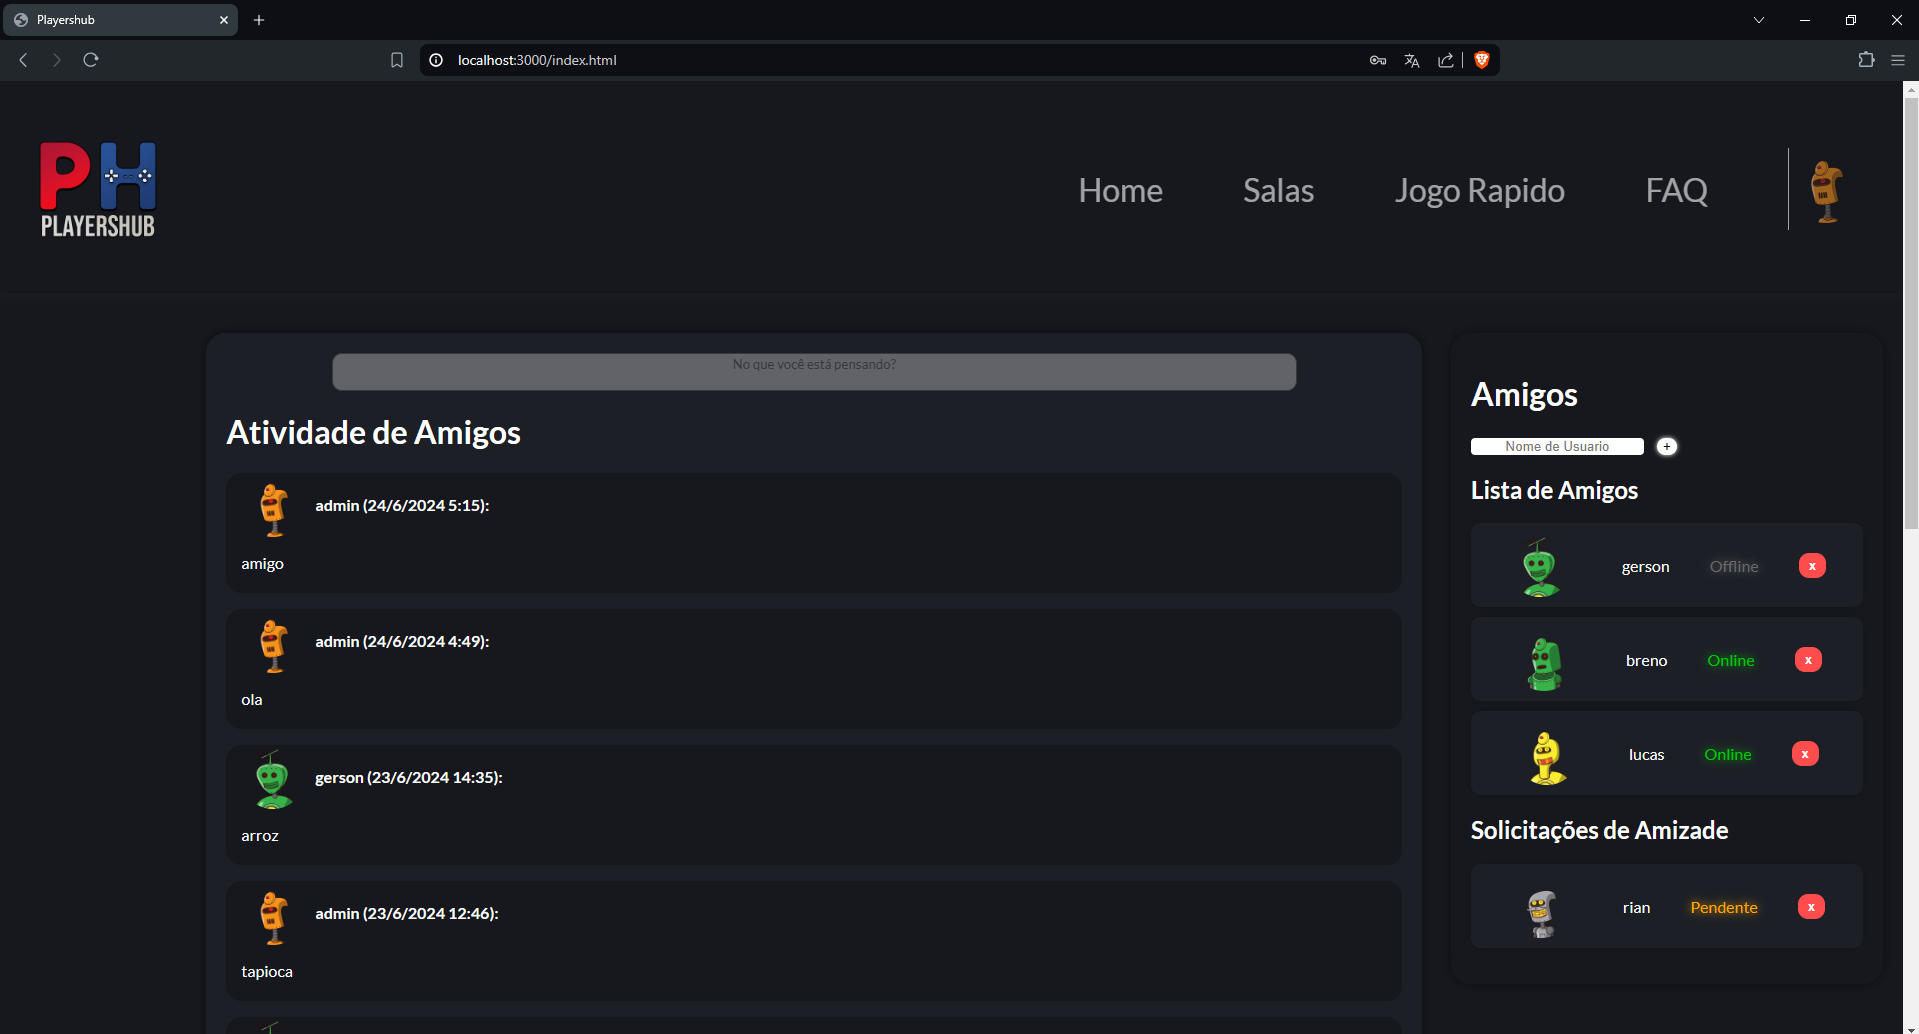 Playershub
localhost:3000/index.html
PH
PLAYERSHUB
Home
Salas
Jogo Rapido
FAQ
No que você está pensando?
Atividade de Amigos
admin (24/6/2024 5:15):
amigo
admin (24/6/2024 4:49):
ola
gerson (23/6/2024 14:35):
arroz
admin (23/6/2024 12:46):
tapioca
Amigos
Nome de Usuario +
Lista de Amigos
gerson Offline x
breno Online x
lucas Online x
Solicitações de Amizade
rian Pendente x